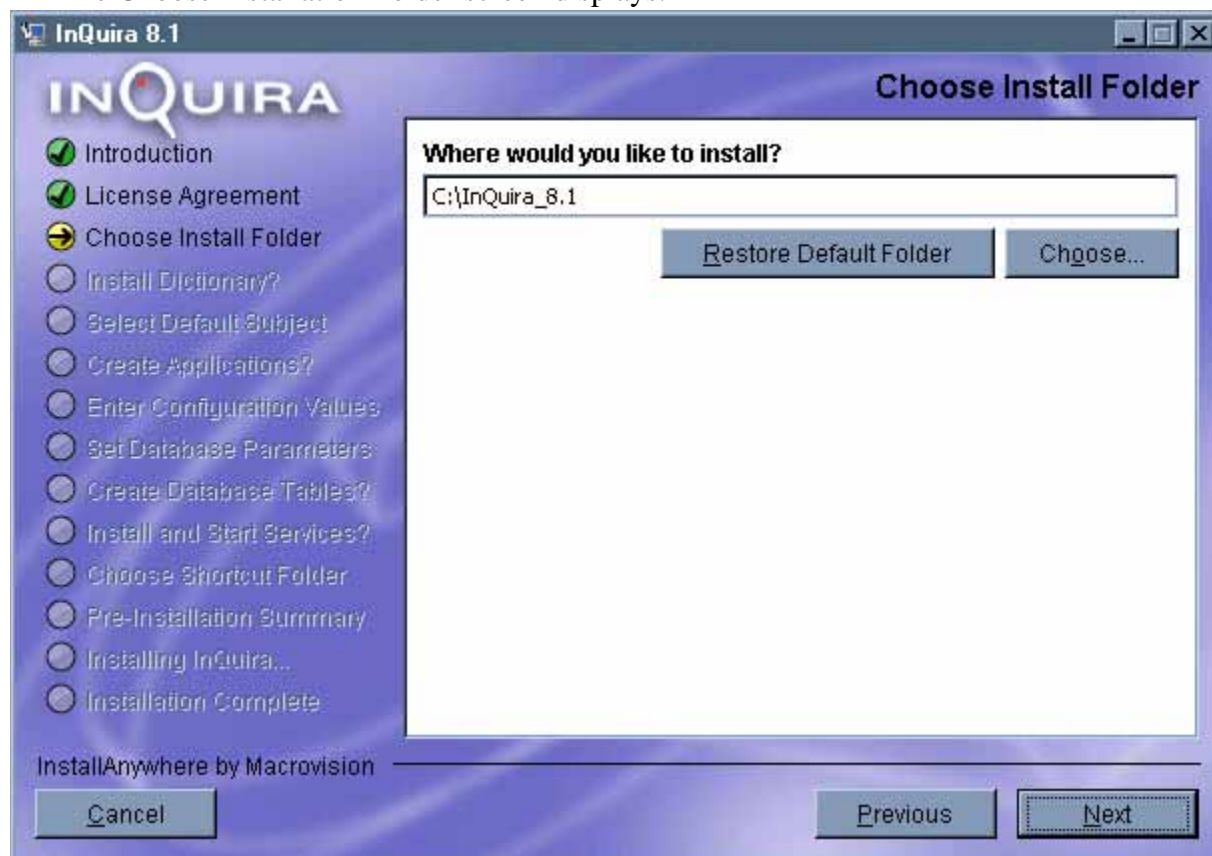 InQuira 8.1
INQUIRA
Choose Install Folder
Introduction
License Agreement
Choose Install Folder
Install Dictionary?
Select Default Subject
Create Applications?
Enter Configuration Values
Set Database Parameters
Create Database Tables?
Install and Start Services?
Choose Shortcut Folder
Pre-Installation Summary
Installing InQuira...
Installation Complete
Where would you like to install?
C:\InQuira_8.1
Restore Default Folder
Choose...
InstallAnywhere by Macrovision
Cancel
Previous
Next